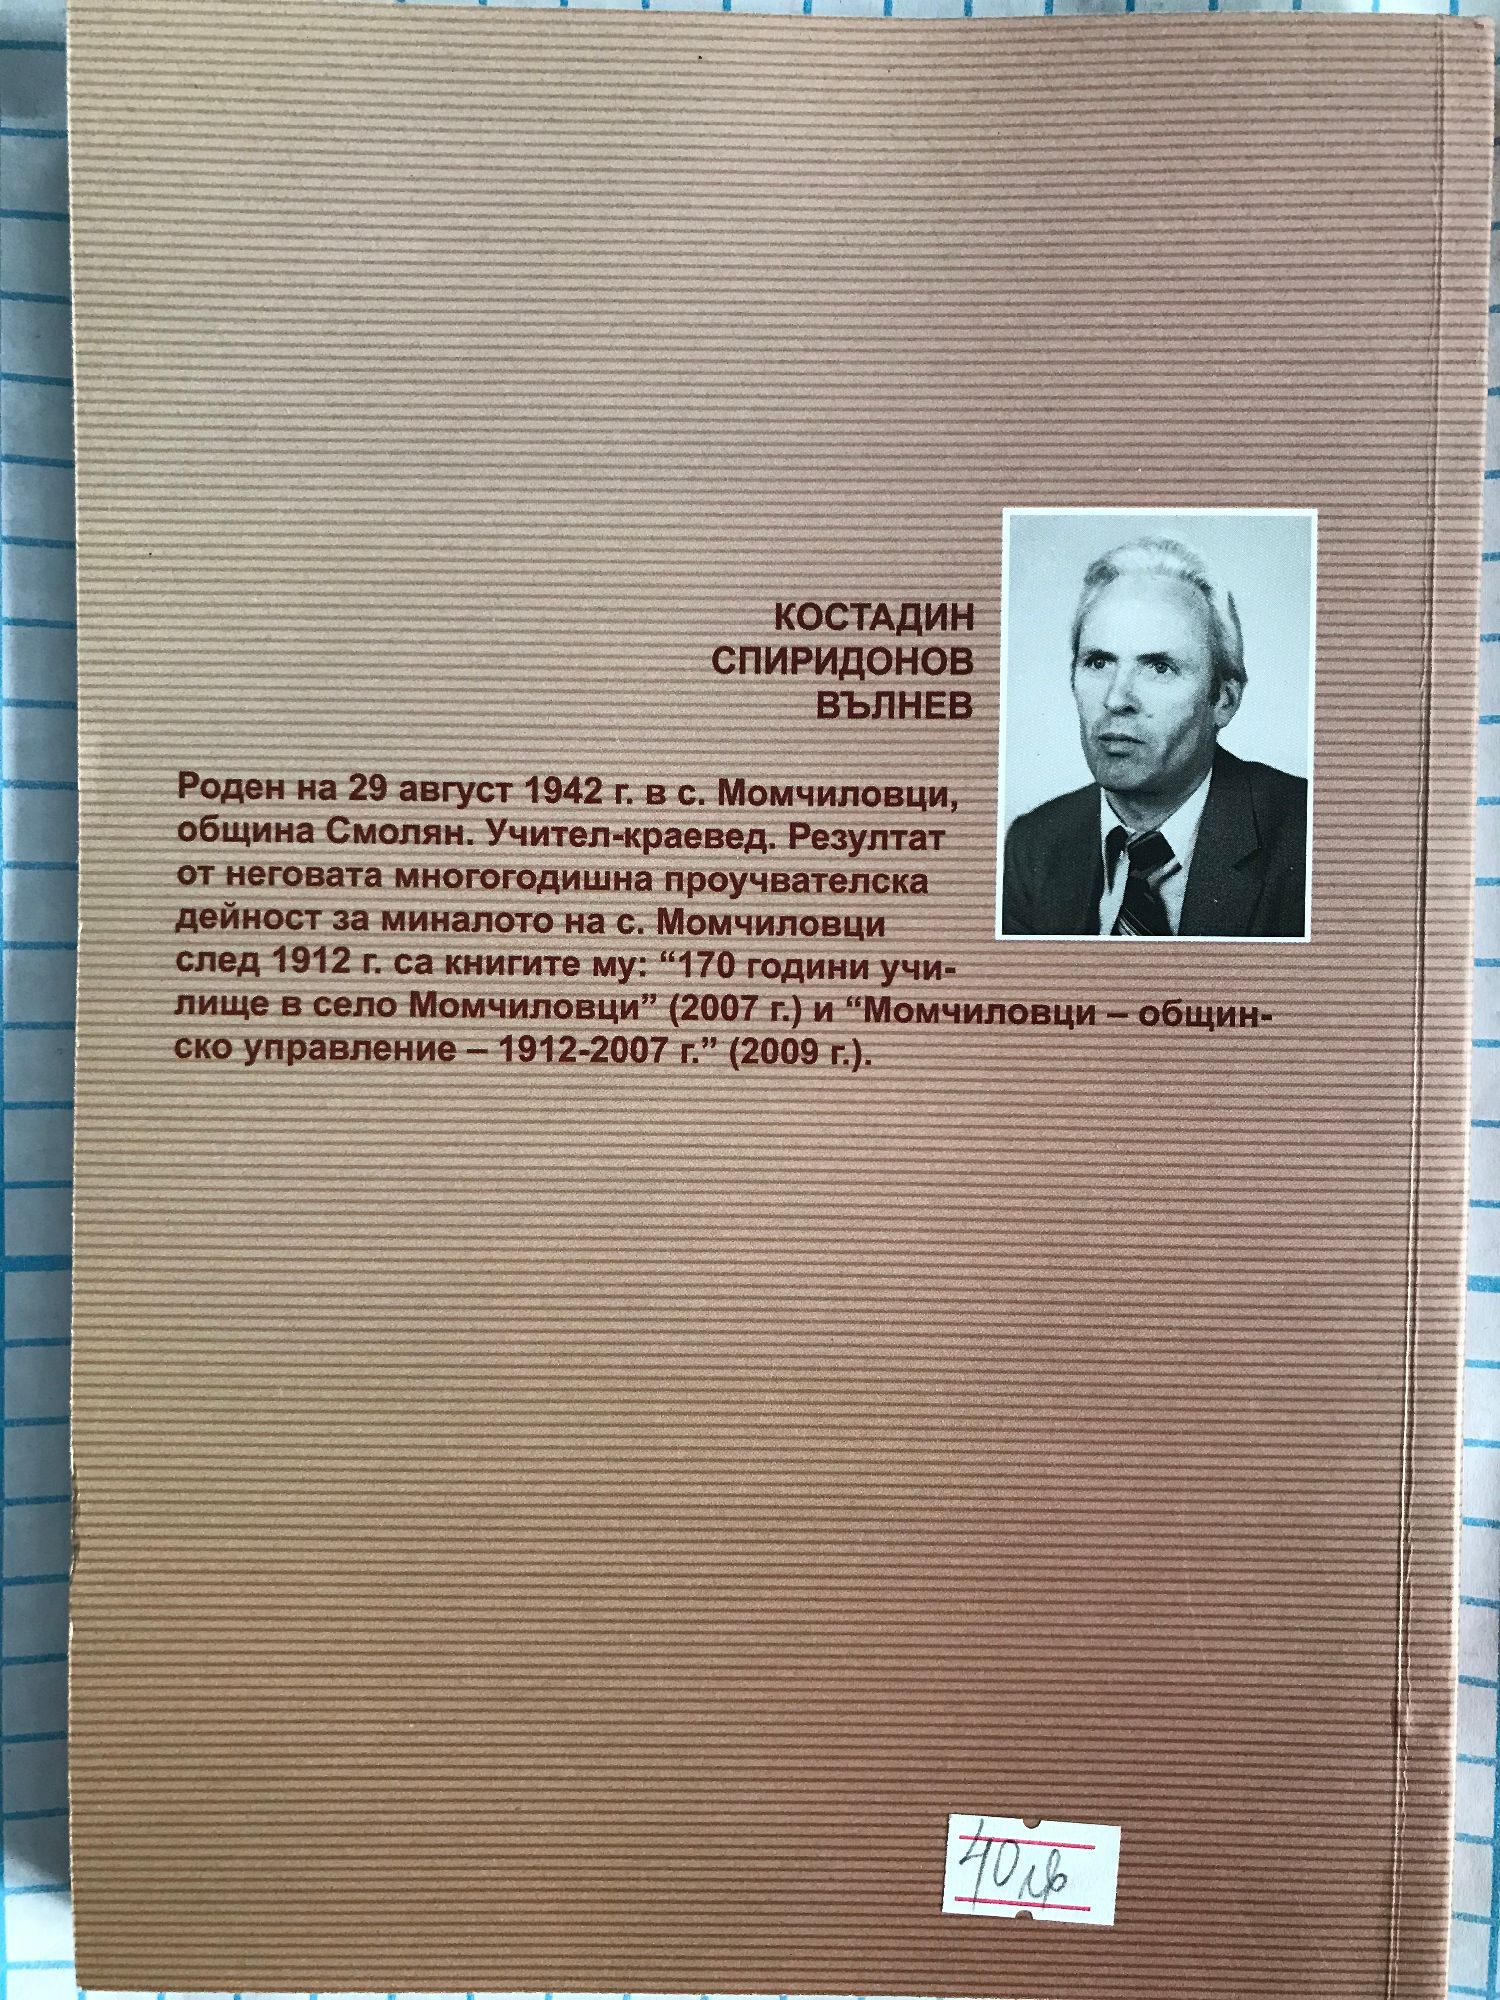 КОСТАДИН
СПИРИДОНОВ
ВЪЛНЕВ
Роден на 29 август 1942 г. в с. Момчиловци,
община Смолян. Учител-краевед. Резултат
от неговата многогодишна проучвателска
дейност за миналото на с. Момчиловци
след 1912 г. са книгите му: “170 години учи-
лище в село Момчиловци” (2007 г.) и “Момчиловци – общин-
ско управление – 1912-2007 г.” (2009 г.).
40 лв